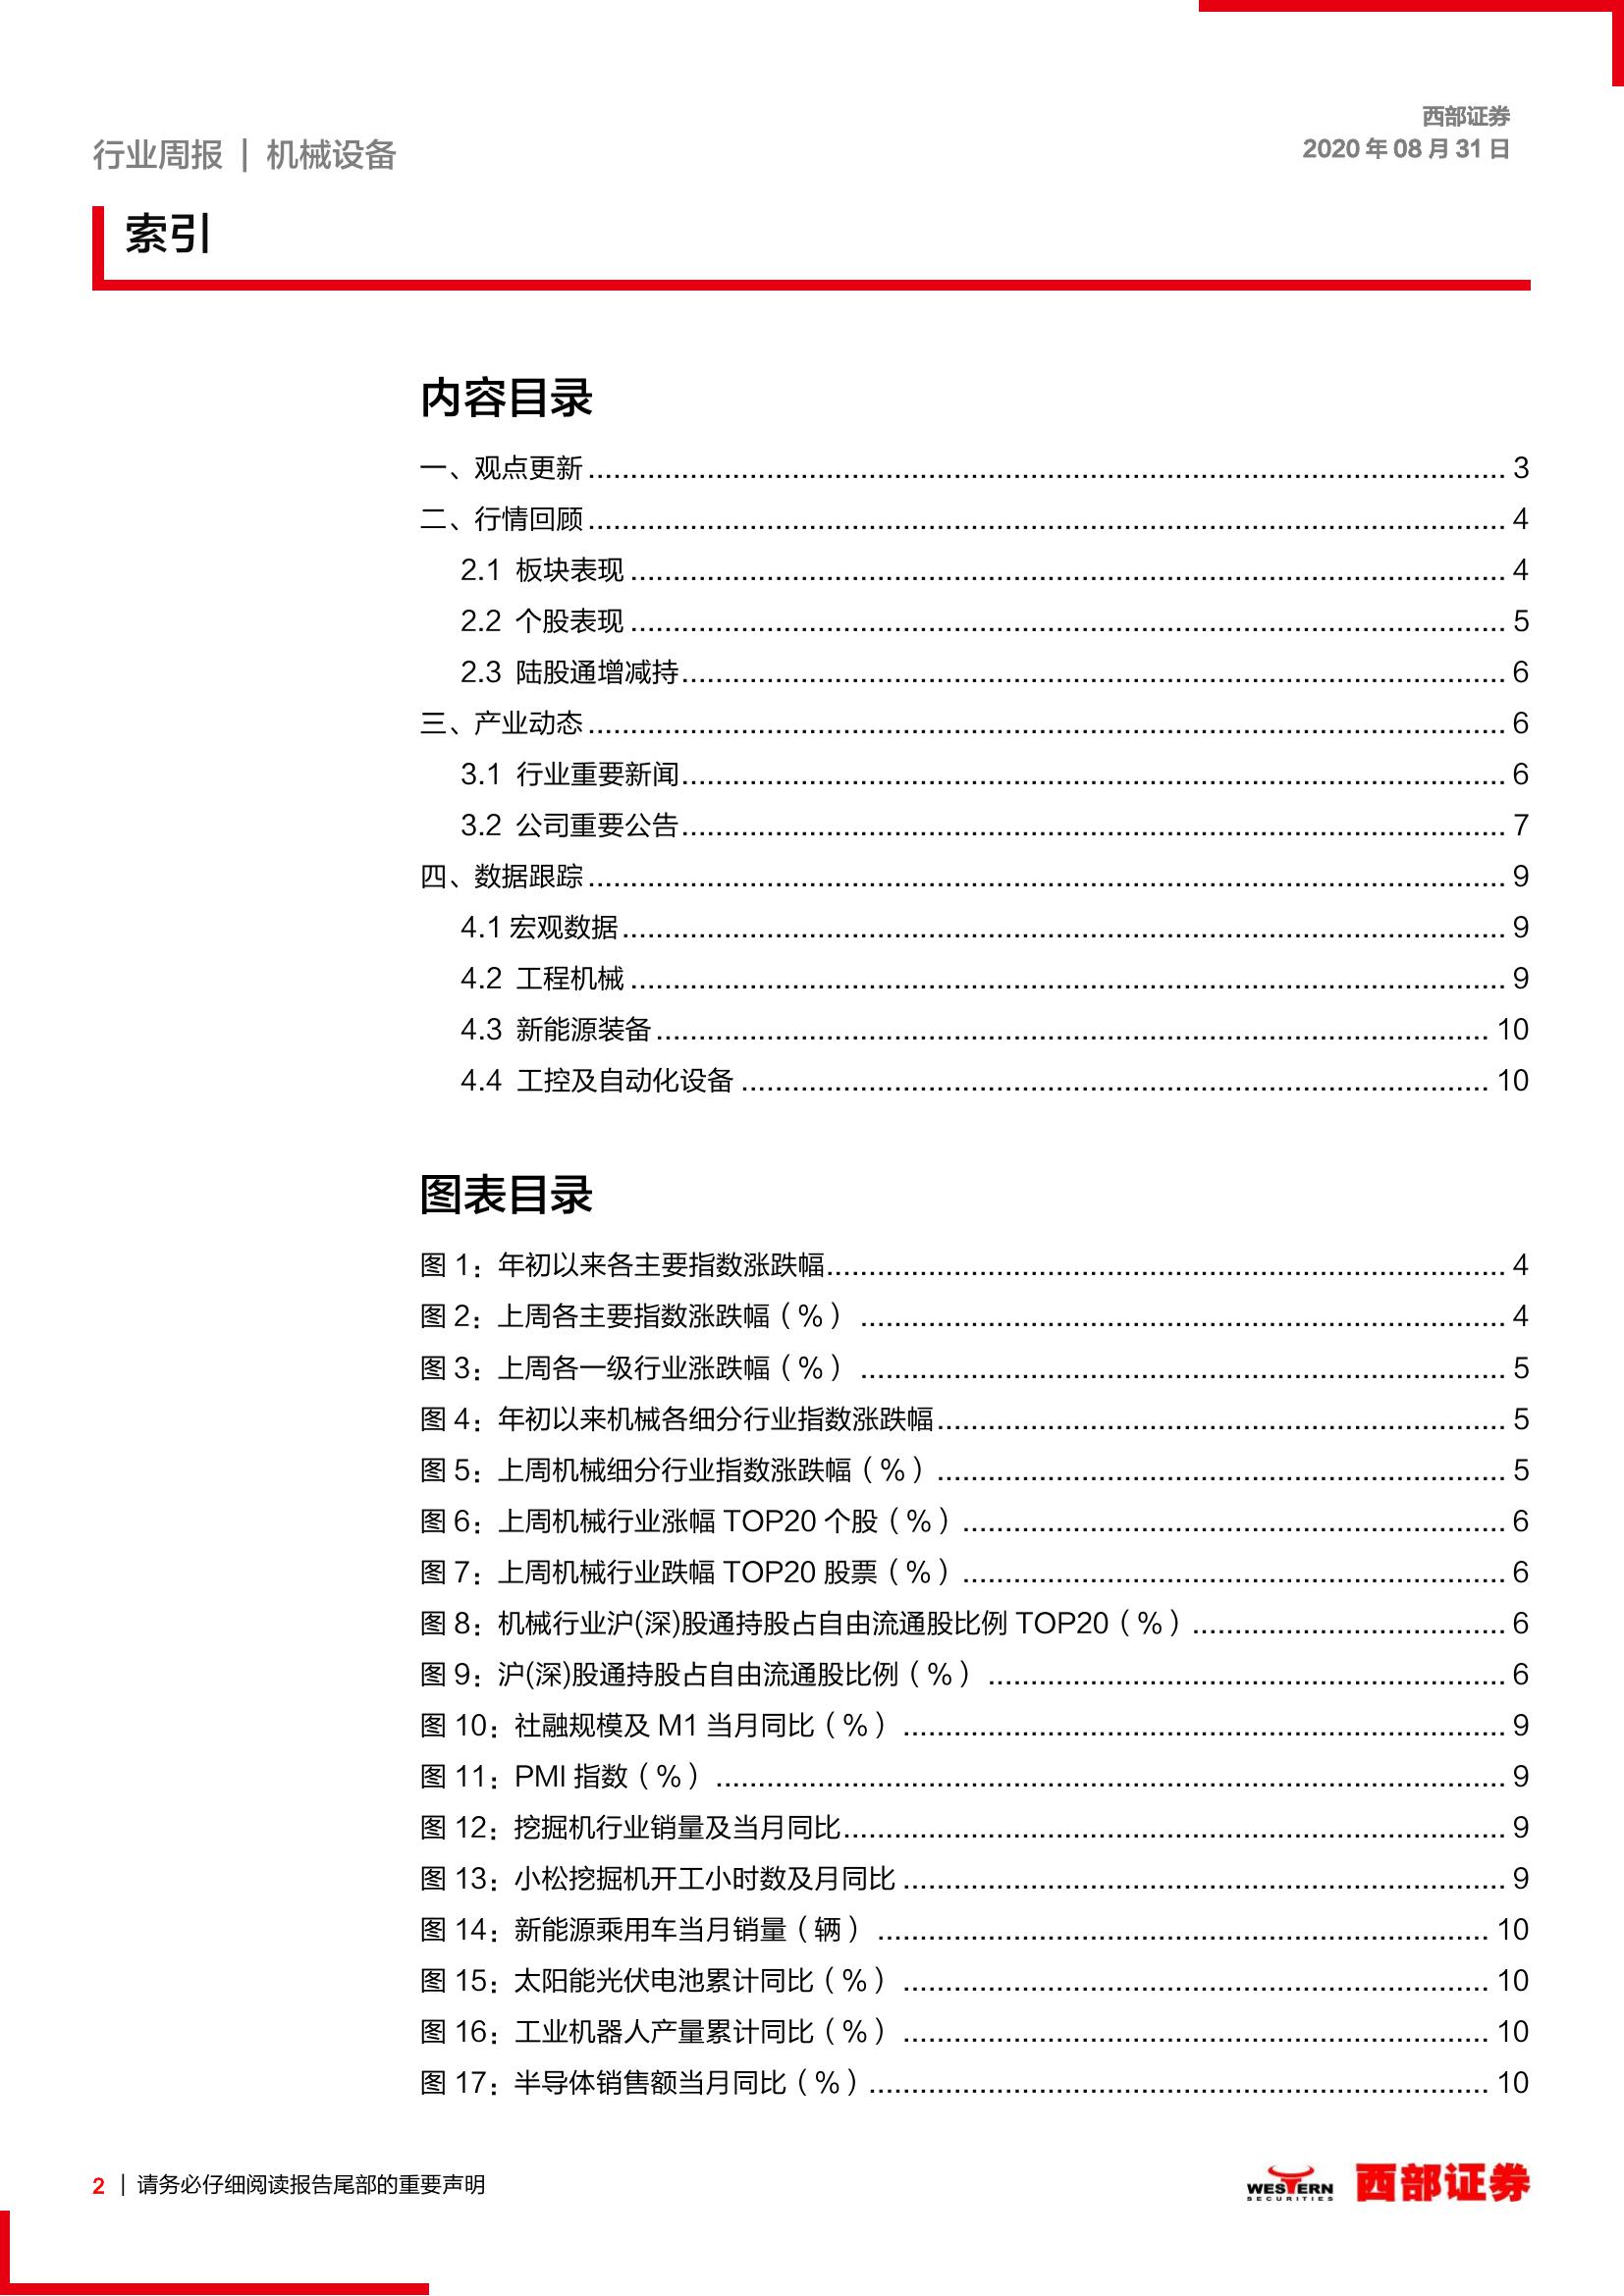 西部证券
行业周报 | 机械设备
2020 年 08 月 31 日
索引
内容目录
一、观点更新 3
二、行情回顾 4
2.1 板块表现 4
2.2 个股表现 5
2.3 陆股通增减持 6
三、产业动态 6
3.1 行业重要新闻 6
3.2 公司重要公告 7
四、数据跟踪 9
4.1 宏观数据 9
4.2 工程机械 9
4.3 新能源装备 10
4.4 工控及自动化设备 10
图表目录
图 1：年初以来各主要指数涨跌幅 4
图 2：上周各主要指数涨跌幅（%） 4
图 3：上周各一级行业涨跌幅（%） 5
图 4：年初以来机械各细分行业指数涨跌幅 5
图 5：上周机械细分行业指数涨跌幅（%） 5
图 6：上周机械行业涨幅 TOP20 个股（%） 6
图 7：上周机械行业跌幅 TOP20 股票（%） 6
图 8：机械行业沪(深)股通持股占自由流通股比例 TOP20（%） 6
图 9：沪(深)股通持股占自由流通股比例（%） 6
图 10：社融规模及 M1 当月同比（%） 9
图 11：PMI 指数（%） 9
图 12：挖掘机行业销量及当月同比 9
图 13：小松挖掘机开工小时数及月同比 9
图 14：新能源乘用车当月销量（辆） 10
图 15：太阳能光伏电池累计同比（%） 10
图 16：工业机器人产量累计同比（%） 10
图 17：半导体销售额当月同比（%） 10
2 | 请务必仔细阅读报告尾部的重要声明
WESTERN
SECURITIES
西部证券